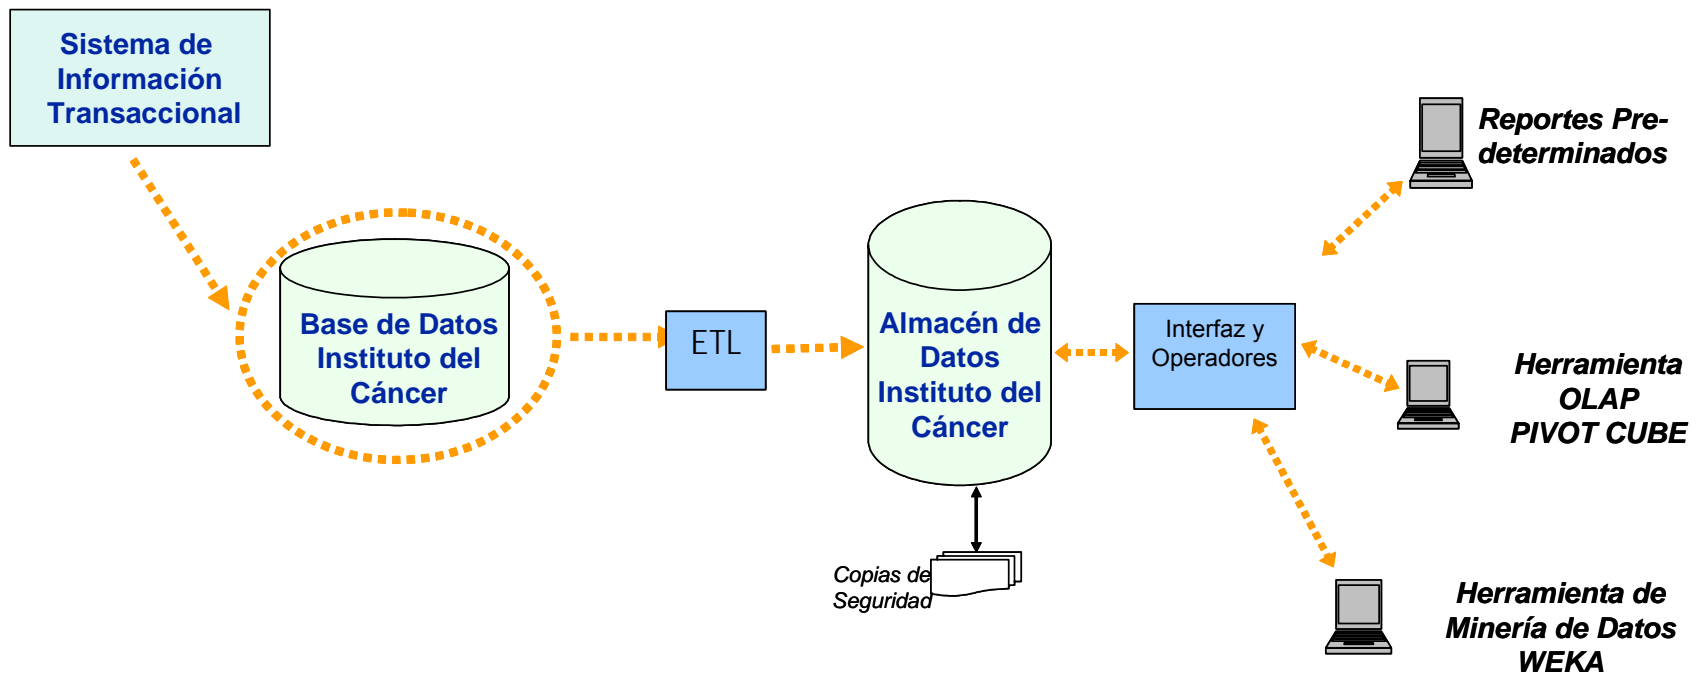 Sistema de
Información
Transaccional
Base de Datos
Instituto del
Cáncer
ETL
Almacén de
Datos
Instituto del
Cáncer
Copias de
Seguridad
Interfaz y
Operadores
Reportes Pre-
determinados
Herramienta
OLAP
PIVOT CUBE
Herramienta de
Minería de Datos
WEKA